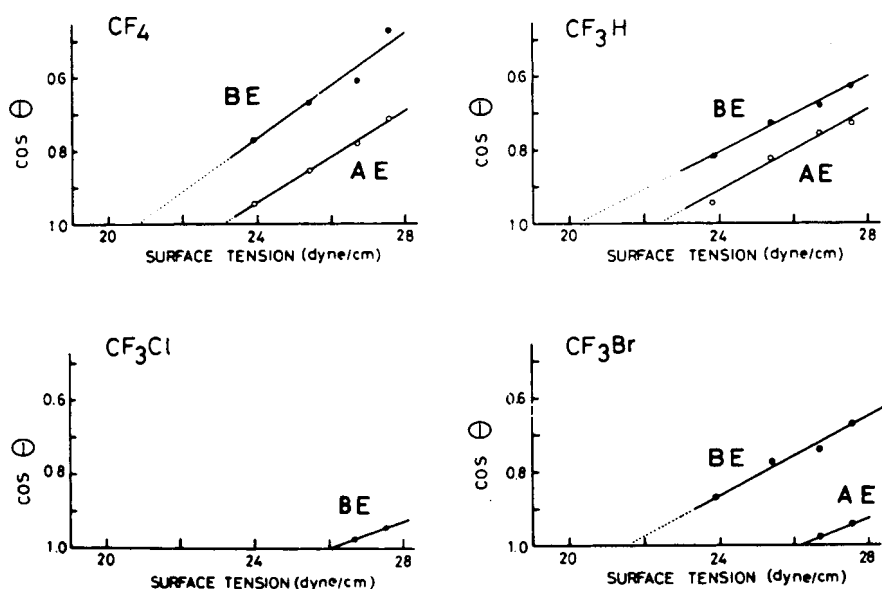 CF4
cos Θ
0.6
0.8
1.0
BE
AE
20 24 28
SURFACE TENSION (dyne/cm)
CF3H
cos Θ
0.6
0.8
1.0
BE
AE
20 24 28
SURFACE TENSION (dyne/cm)
CF3Cl
cos Θ
0.6
0.8
1.0
BE
20 24 28
SURFACE TENSION (dyne/cm)
CF3Br
cos Θ
0.6
0.8
1.0
BE
AE
20 24 28
SURFACE TENSION (dyne/cm)